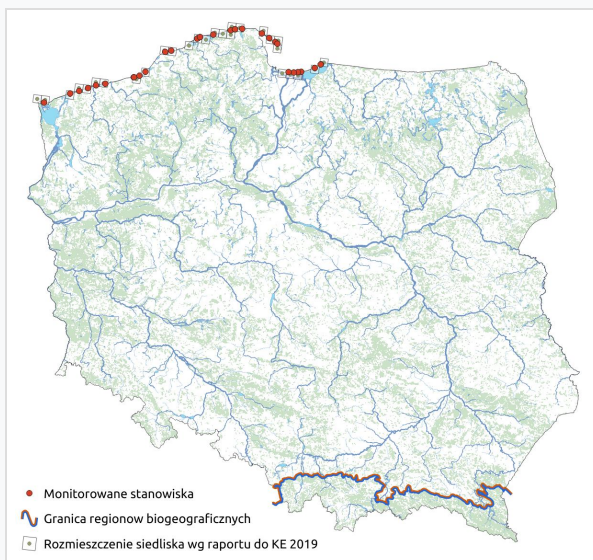 Monitorowane stanowiska
Granica regionow biogeograficznych
Rozmieszczenie siedliska wg raportu do KE 2019